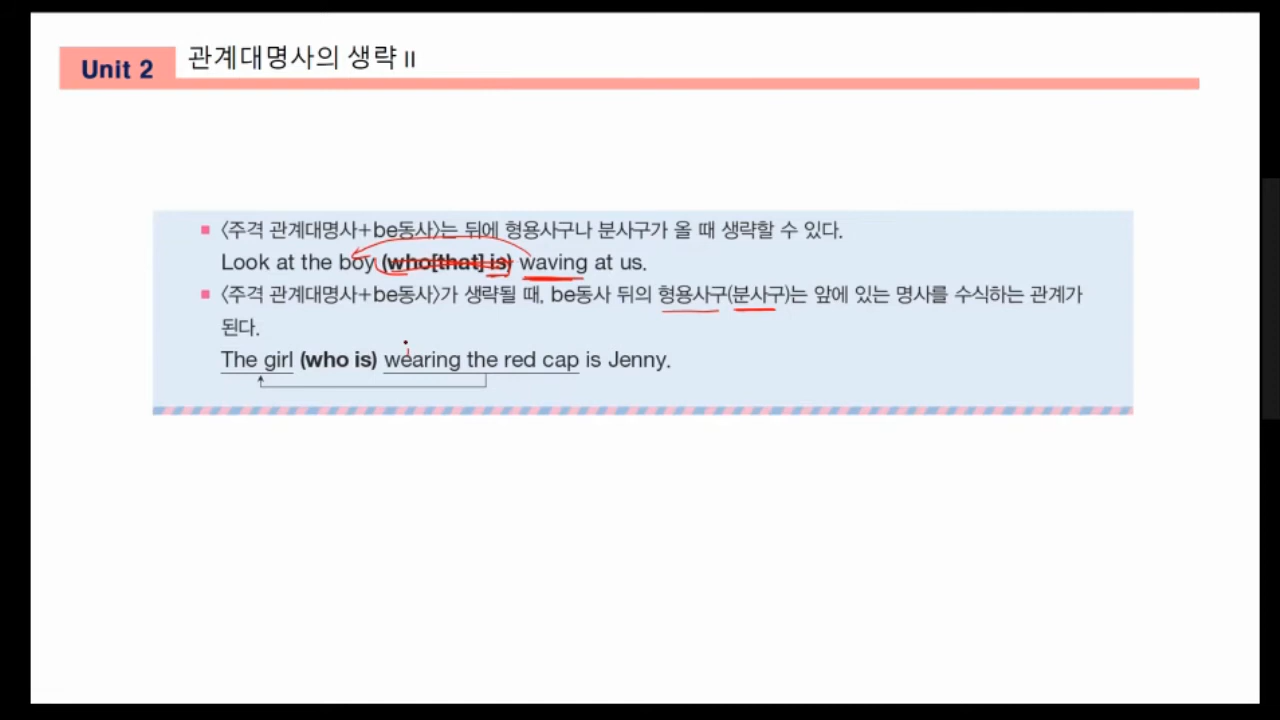 Unit 2
관계대명사의 생략 II
〈주격 관계대명사+be동사〉는 뒤에 형용사구나 분사구가 올 때 생략할 수 있다.
Look at the boy (who[that] is) waving at us.
〈주격 관계대명사+be동사〉가 생략될 때, be동사 뒤의 형용사구(분사구)는 앞에 있는 명사를 수식하는 관계가
된다.
The girl (who is) wearing the red cap is Jenny.